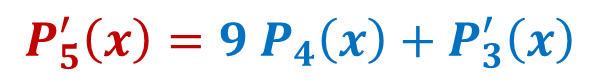 P′₅(x) = 9 P₄(x) + P′₃(x)